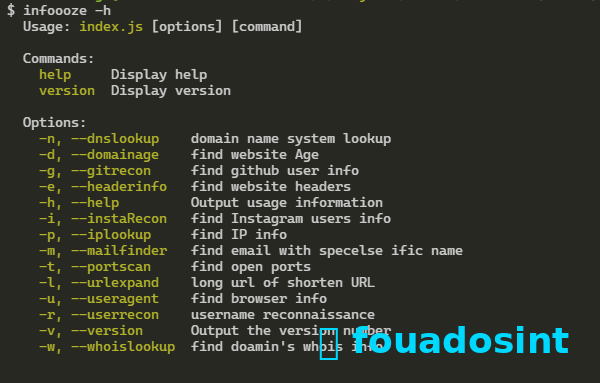 $ infoooze -h
Usage: index.js [options] [command]
Commands:
help Display help
version Display version
Options:
-n, --dnslookup domain name system lookup
-d, --domainage find website Age
-g, --gitrecon find github user info
-e, --headerinfo find website headers
-h, --help Output usage information
-i, --instaRecon find Instagram users info
-p, --iplookup find IP info
-m, --mailfinder find email with specelse ific name
-t, --portscan find open ports
-l, --urlexpand long url of shorten URL
-u, --useragent find browser info
-r, --userrecon username reconnaissance
-v, --version Output the version number
-w, --whoislookup find doamin's whois info
fouadosint